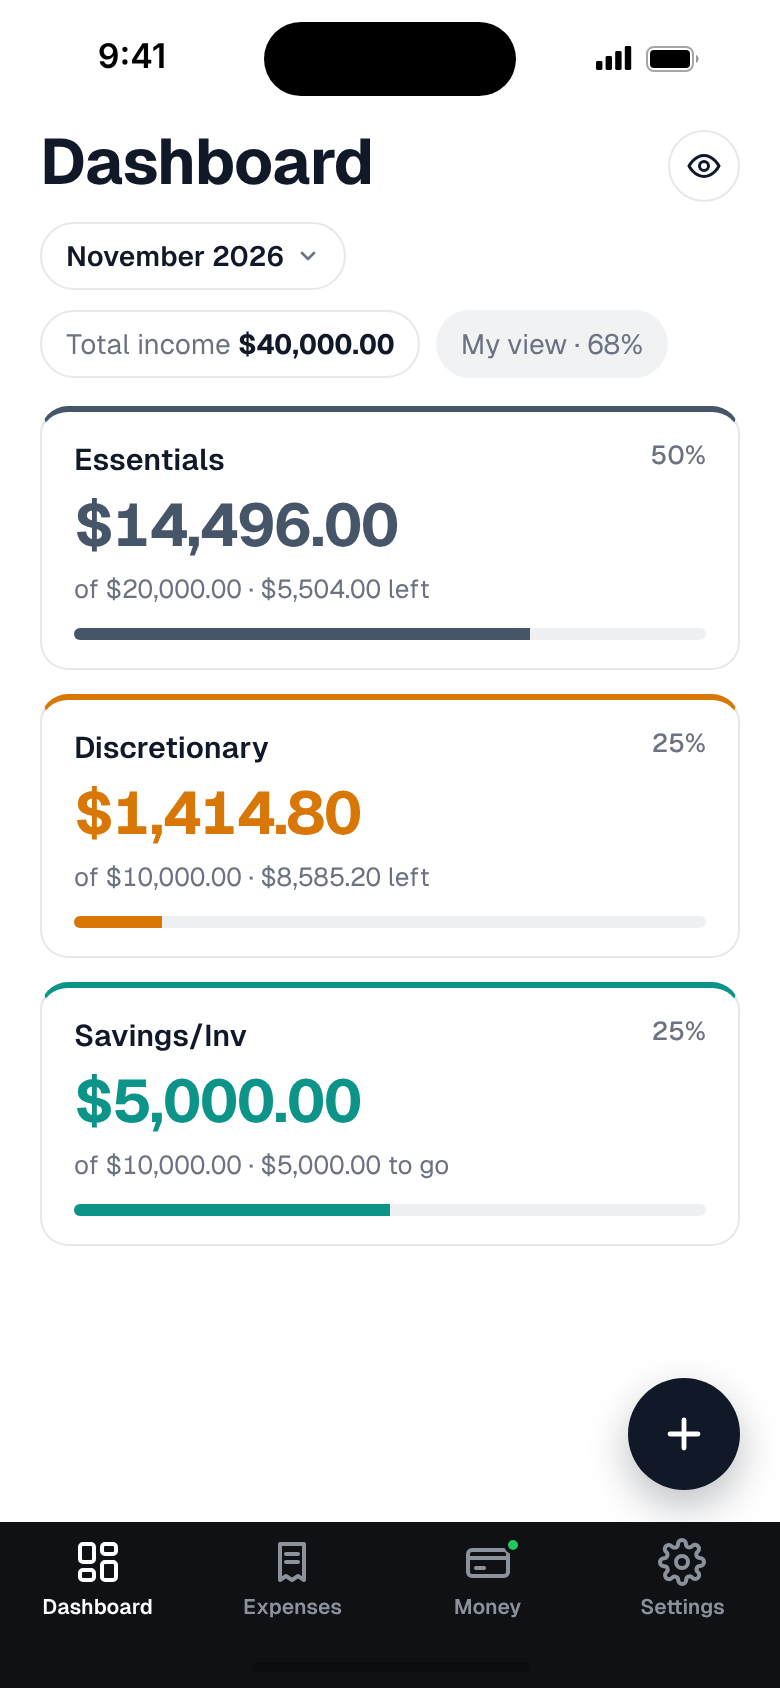 9:41
Dashboard
November 2026
Total income $40,000.00
My view · 68%
Essentials
50%
$14,496.00
of $20,000.00 · $5,504.00 left
Discretionary
25%
$1,414.80
of $10,000.00 · $8,585.20 left
Savings/Inv
25%
$5,000.00
of $10,000.00 · $5,000.00 to go
Dashboard
Expenses
Money
Settings